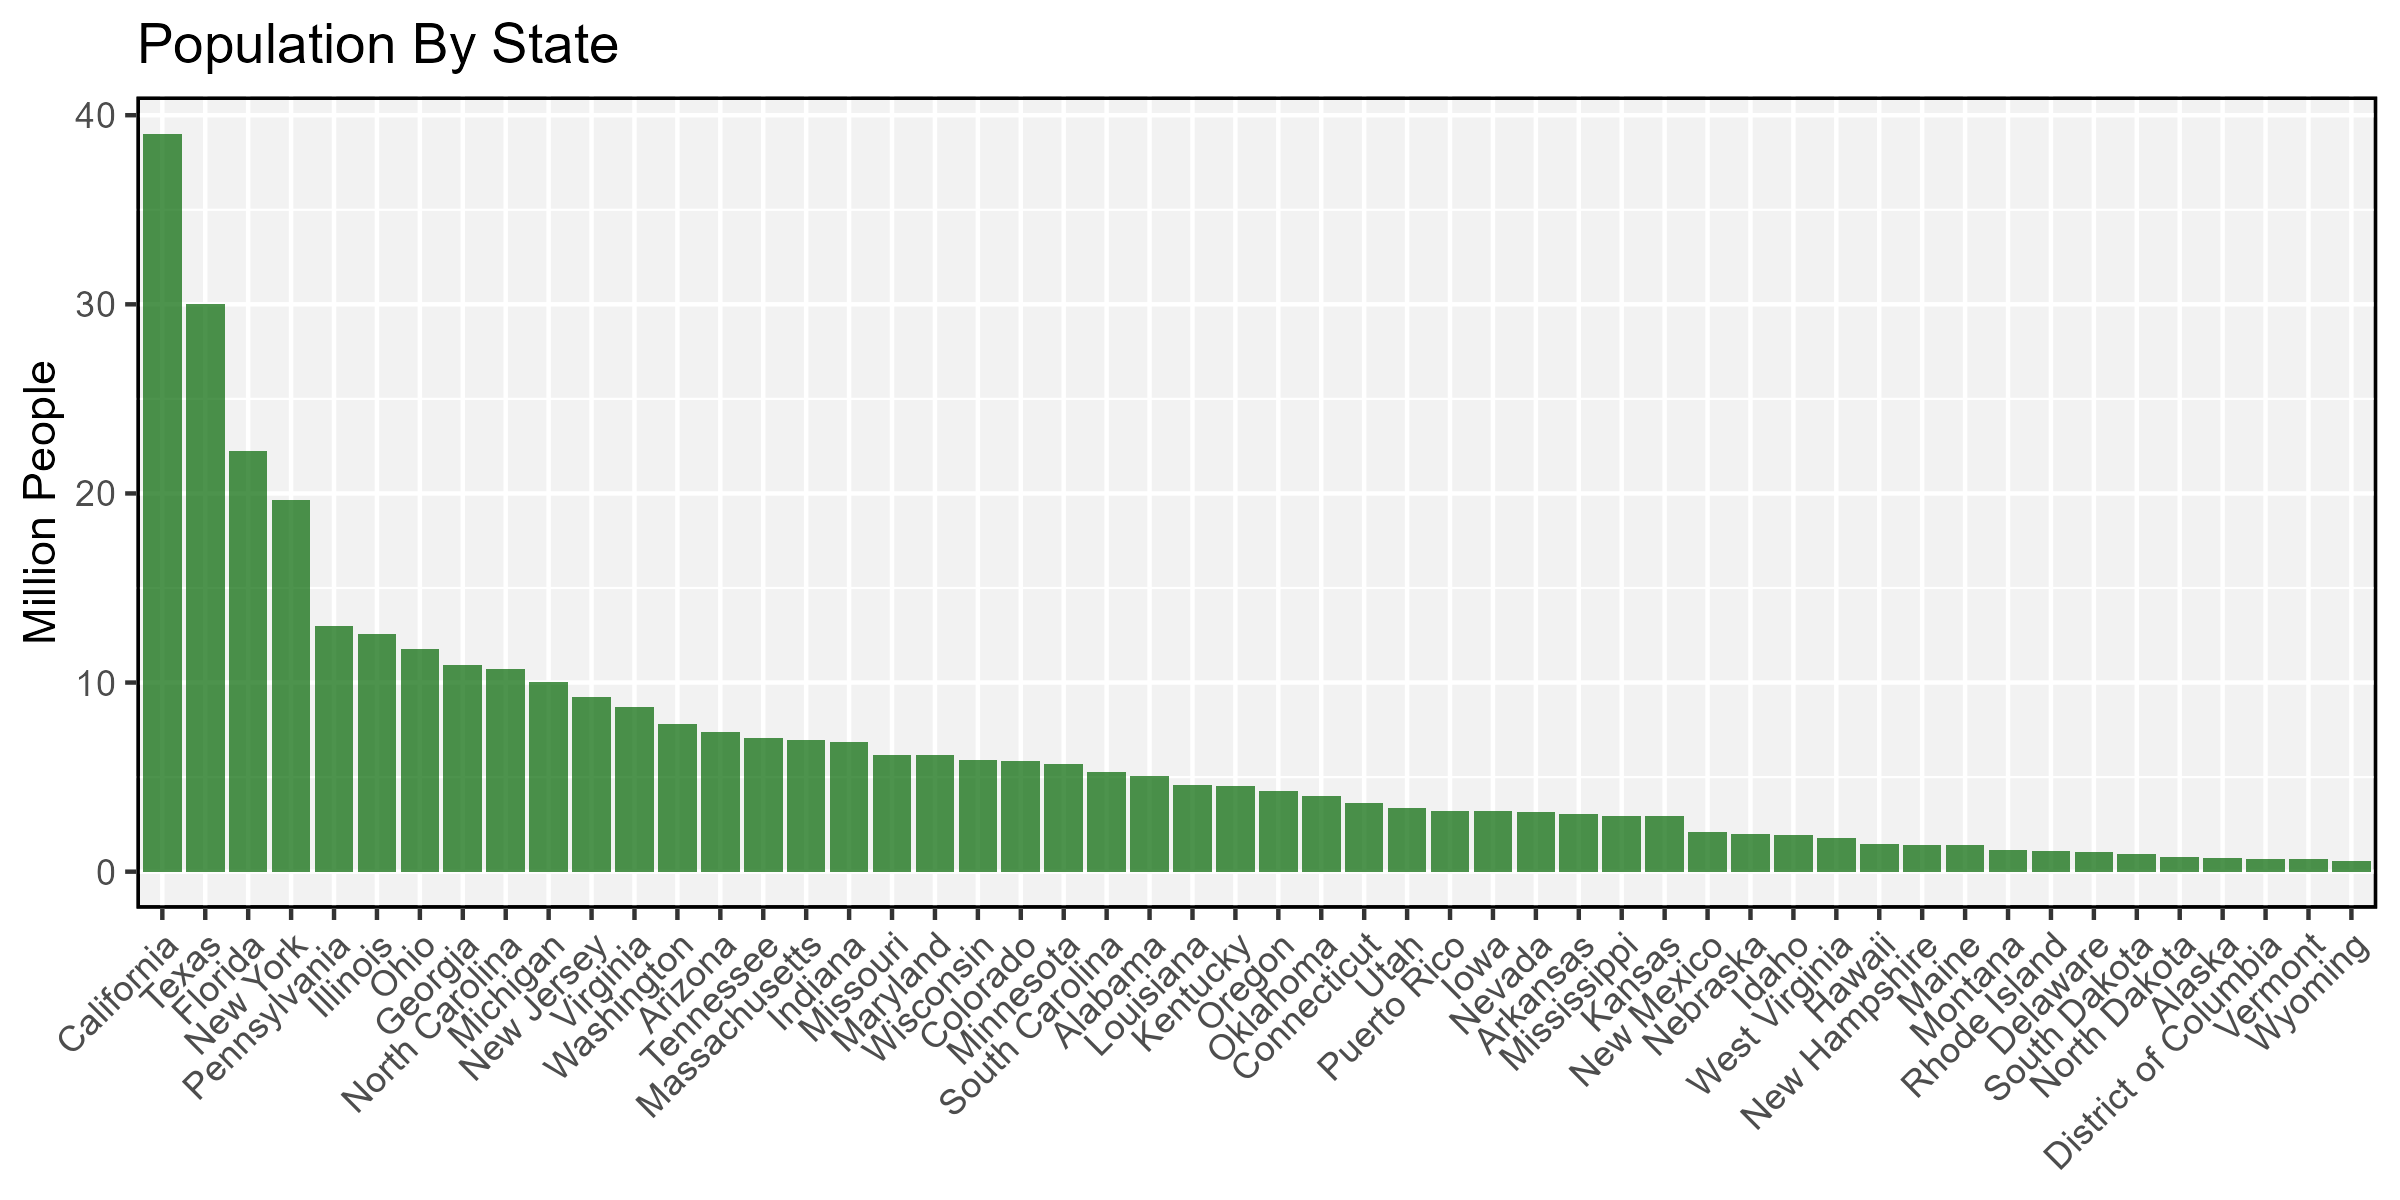 Population By State
Million People
40
30
20
10
0
California
Texas
Florida
New York
Pennsylvania
Illinois
Ohio
Georgia
North Carolina
Michigan
New Jersey
Virginia
Washington
Arizona
Tennessee
Massachusetts
Indiana
Missouri
Maryland
Wisconsin
Colorado
Minnesota
South Carolina
Alabama
Louisiana
Kentucky
Oregon
Oklahoma
Connecticut
Utah
Puerto Rico
Iowa
Nevada
Arkansas
Mississippi
Kansas
New Mexico
Nebraska
Idaho
West Virginia
Hawaii
New Hampshire
Maine
Montana
Rhode Island
Delaware
South Dakota
North Dakota
Alaska
District of Columbia
Vermont
Wyoming